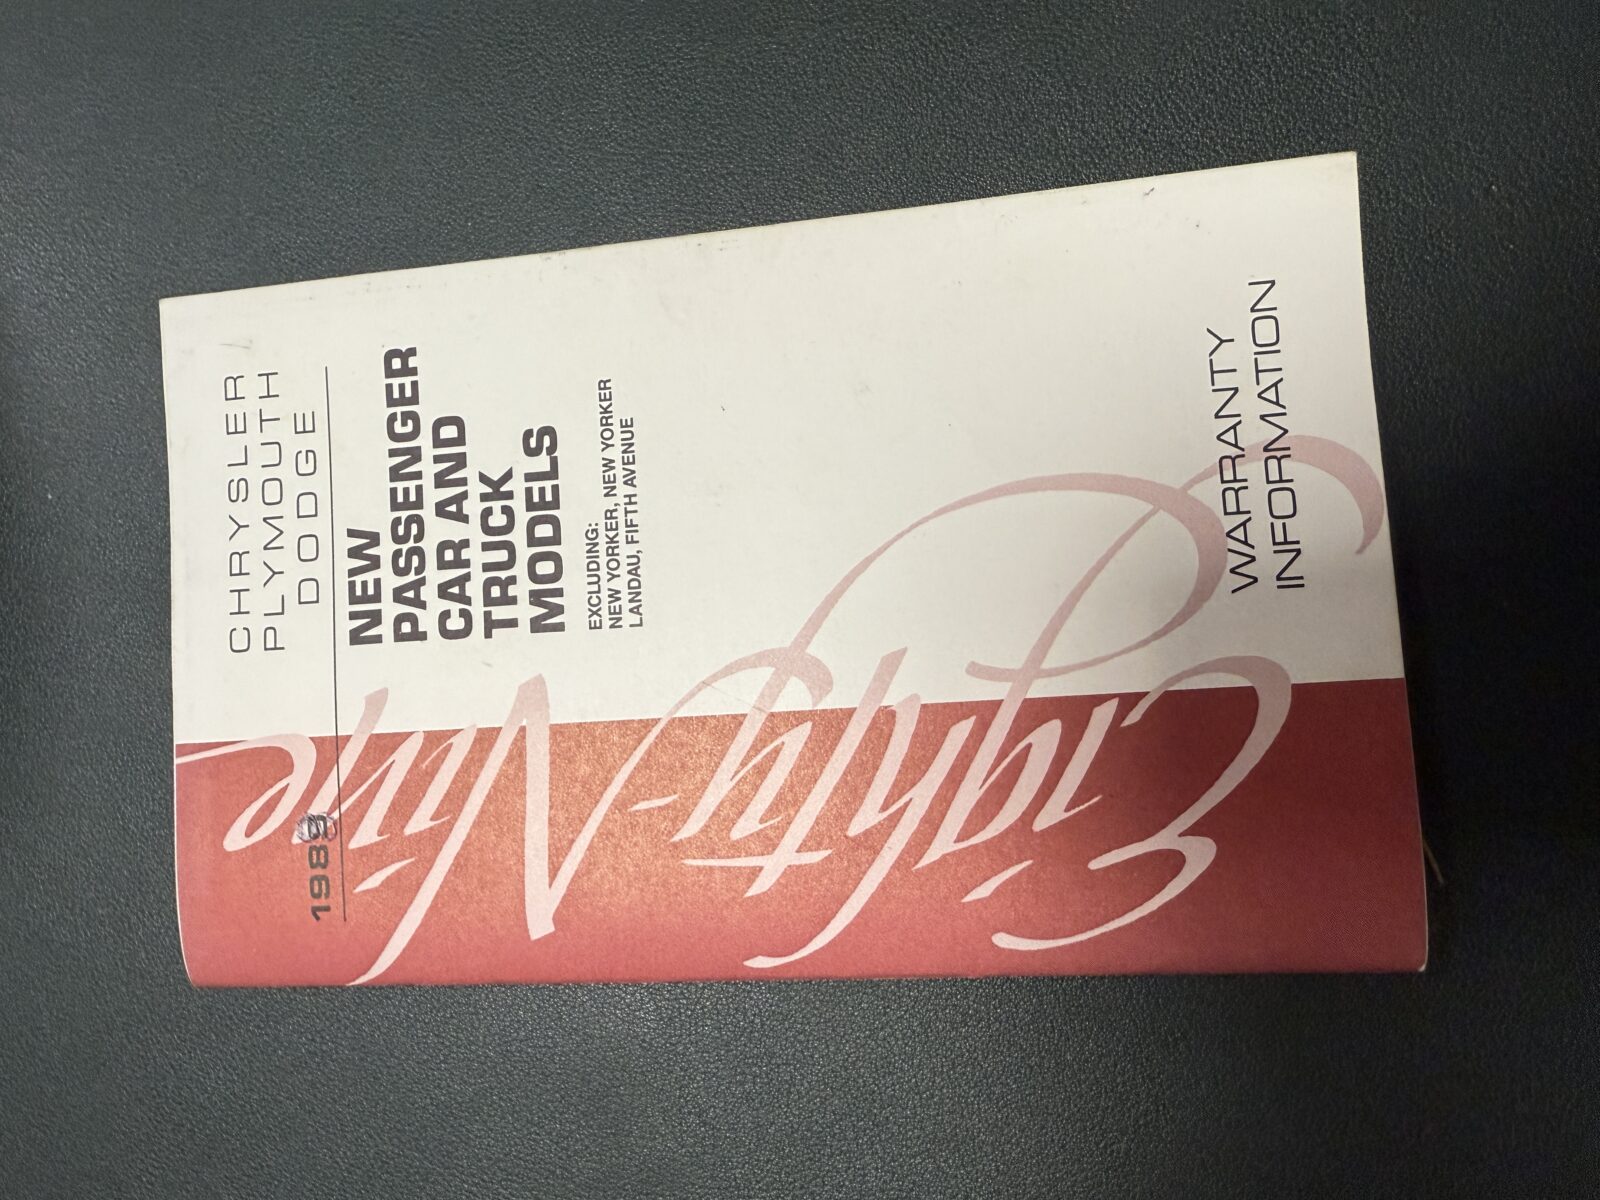 CHRYSLER
PLYMOUTH
DODGE
1989
NEW
PASSENGER
CAR AND
TRUCK
MODELS
EXCLUDING:
NEW YORKER, NEW YORKER
LANDAU, FIFTH AVENUE
Eighty-Nine
WARRANTY
INFORMATION